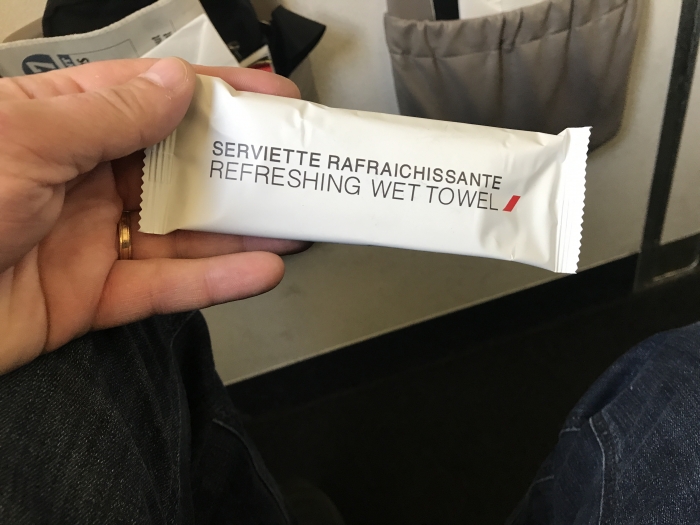 SERVIETTE RAFRAICHISSANTE
REFRESHING WET TOWEL